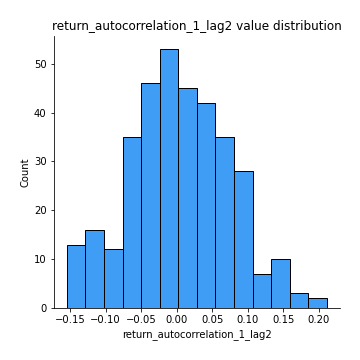 return_autocorrelation_1_lag2 value distribution
50
40
30
20
10
0
Count
−0.15 −0.10 −0.05 0.00 0.05 0.10 0.15 0.20
return_autocorrelation_1_lag2